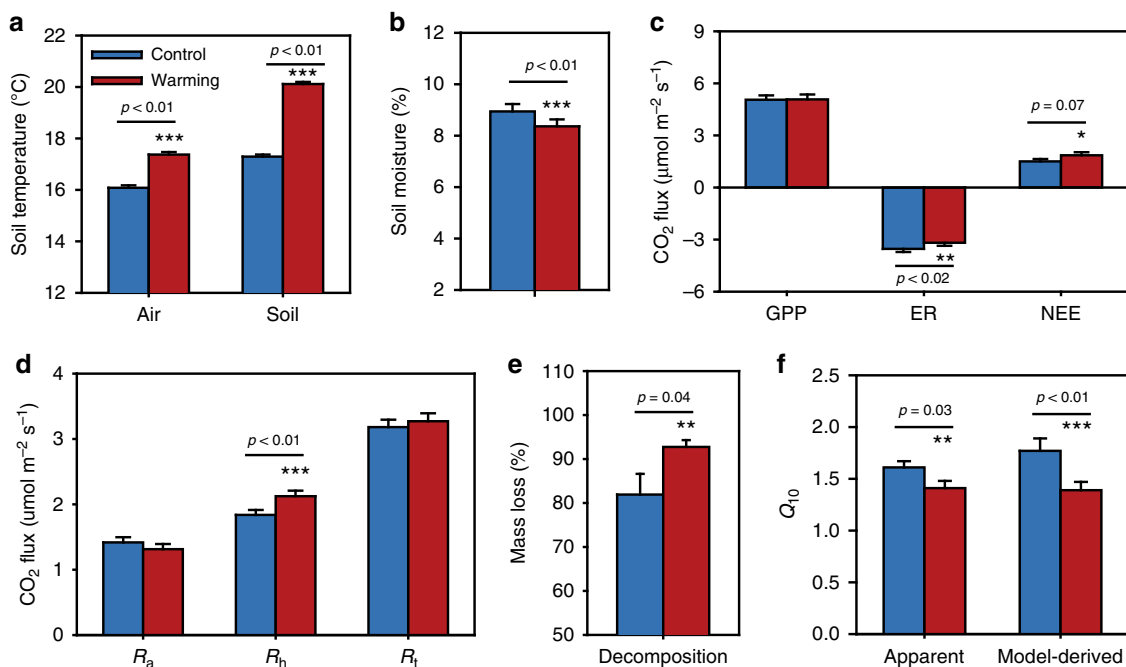 a
Control
Warming
p < 0.01
***
p < 0.01
***
Soil temperature (°C)
22
20
18
16
14
12
Air
Soil
b
p < 0.01
***
Soil moisture (%)
12
10
8
6
4
2
c
p = 0.07
*
**
p < 0.02
CO₂ flux (μmol m⁻² s⁻¹)
9
6
3
0
−3
−6
GPP
ER
NEE
d
p < 0.01
***
CO₂ flux (umol m⁻² s⁻¹)
4
3
2
1
0
Rₐ
Rₕ
Rₜ
e
p = 0.04
**
Mass loss (%)
110
100
90
80
70
60
50
Decomposition
f
p = 0.03
**
p < 0.01
***
Q₁₀
2.5
2.0
1.5
1.0
0.5
0.0
Apparent
Model-derived